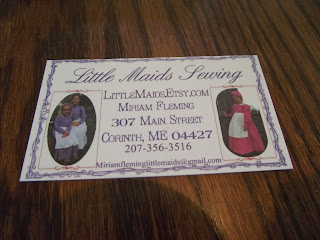 Little Maids Sewing
LittleMaidsEtsy.com
Miriam Fleming
307 Main Street
Corinth, ME 04427
207-356-3516
Miriamfleminglittlemaids@gmail.com